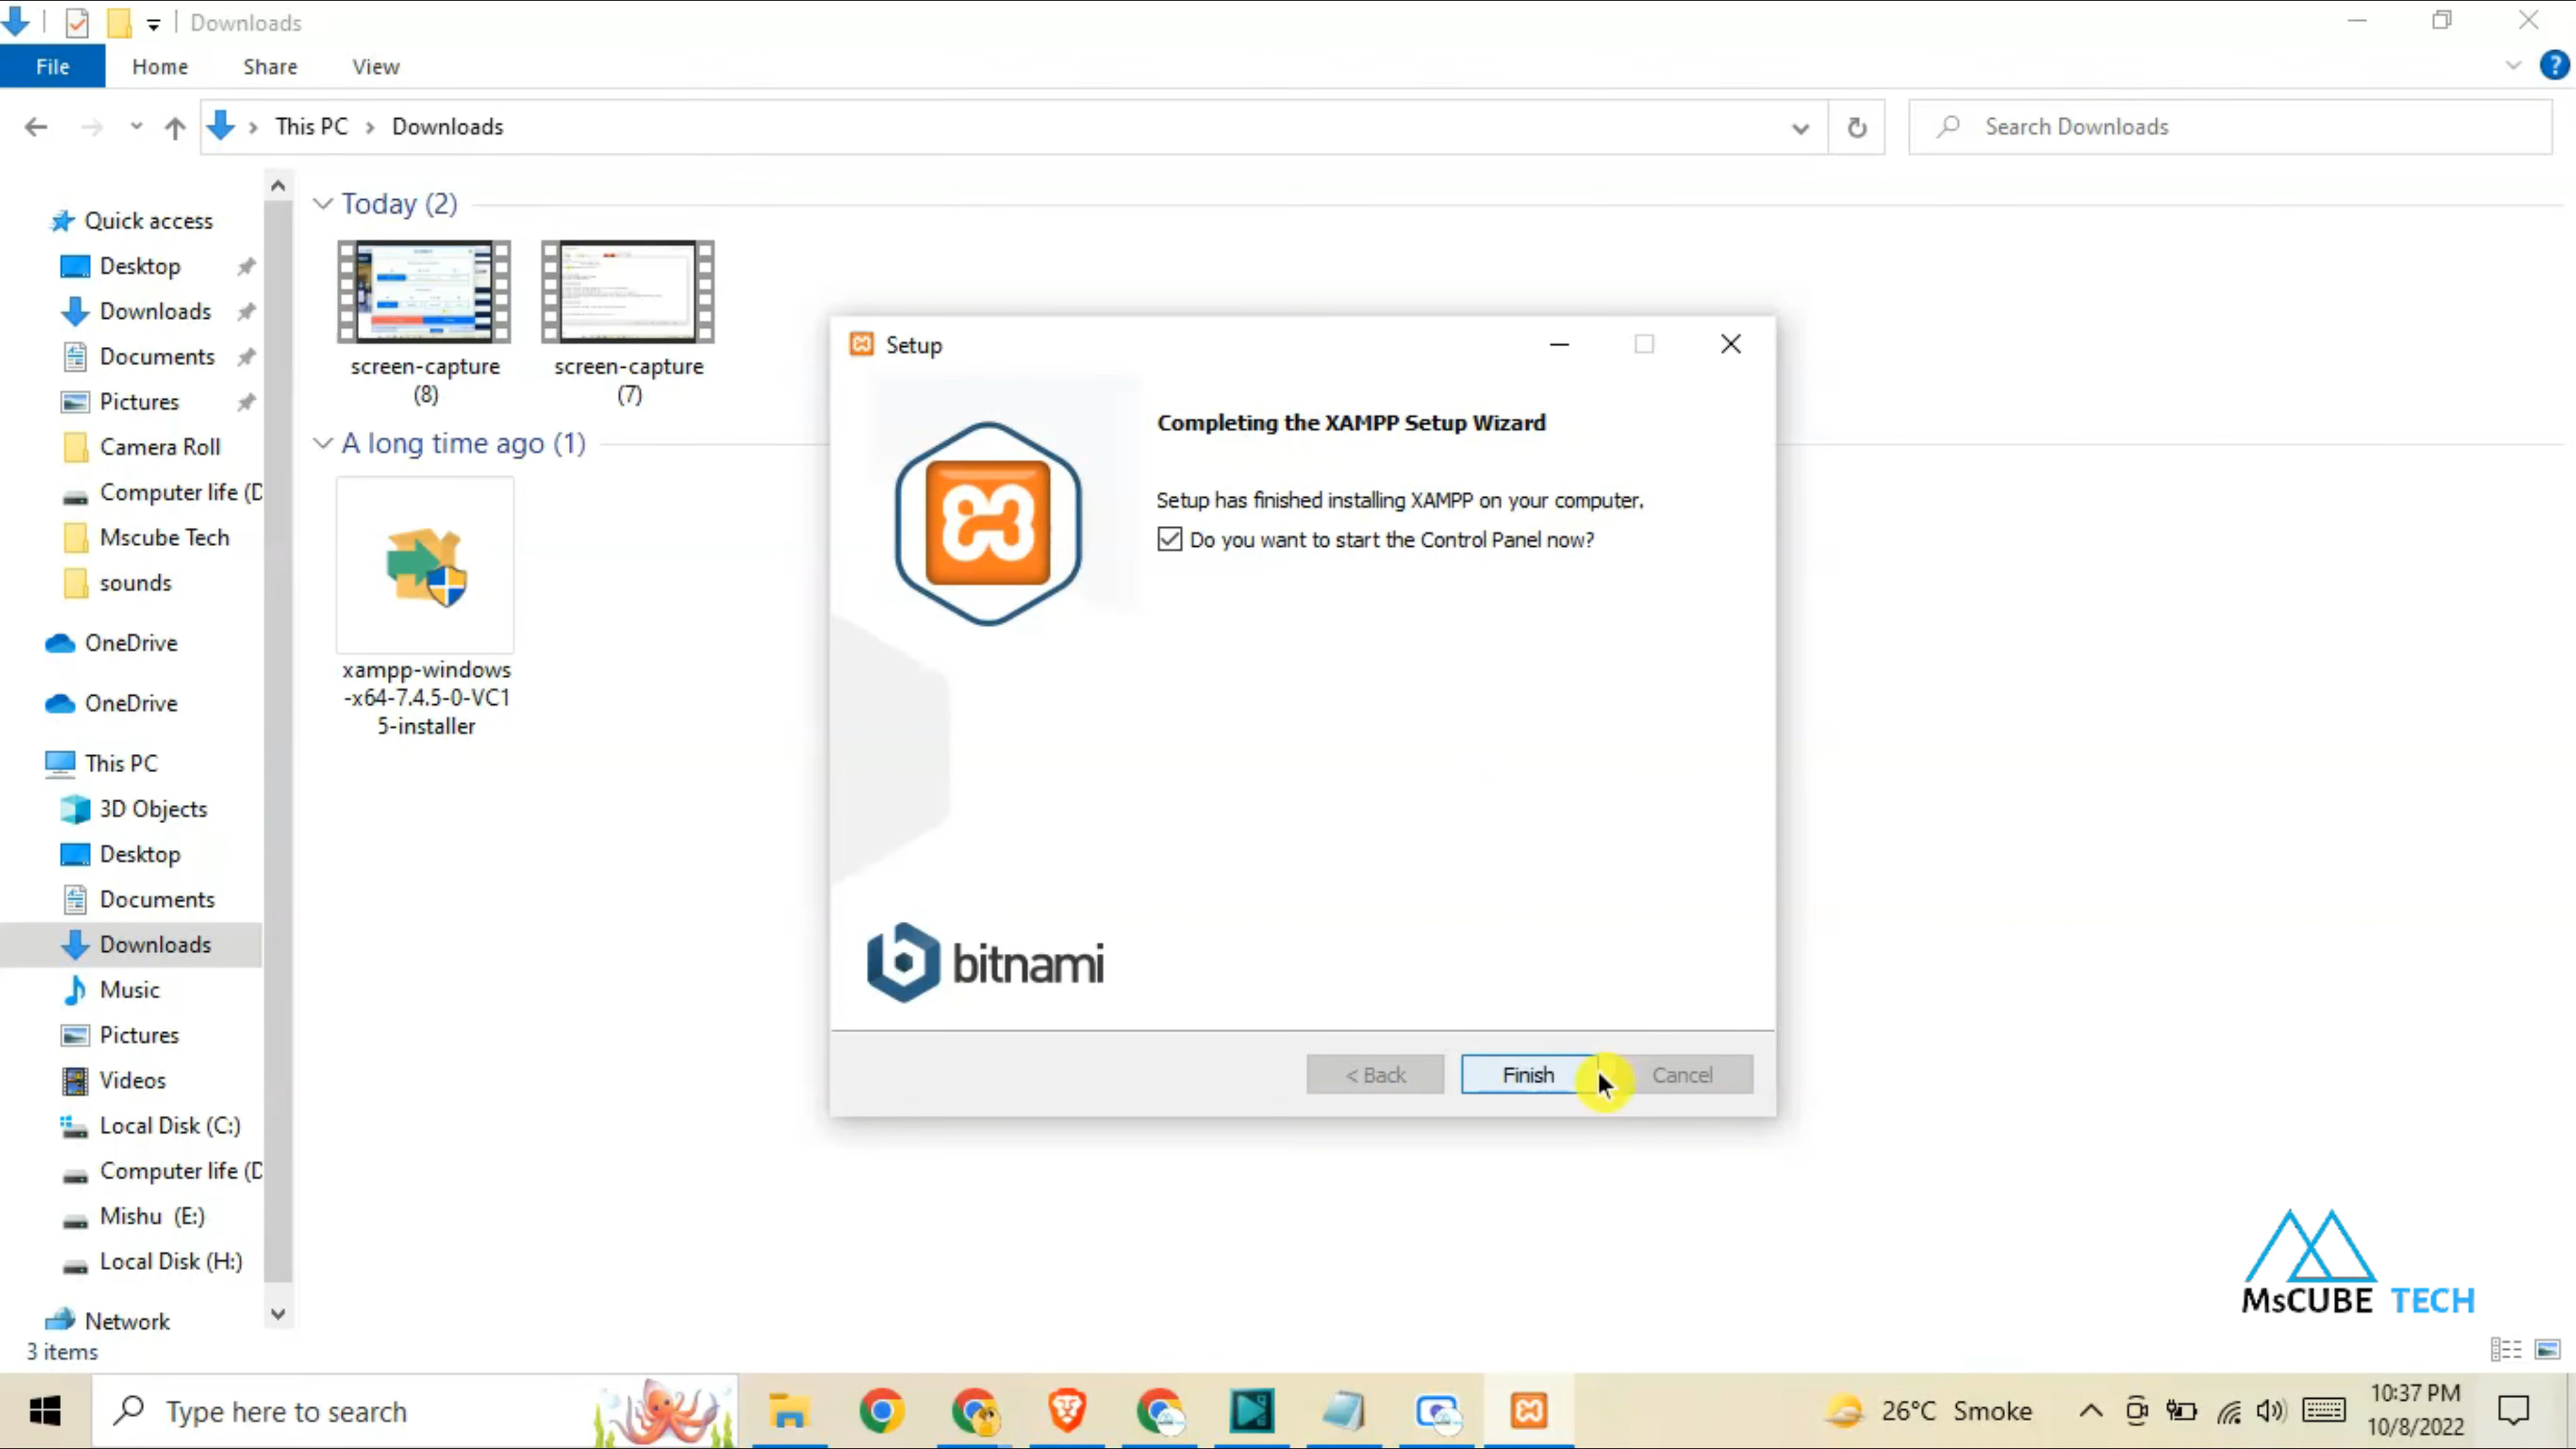 Downloads
File
Home
Share
View
This PC
Downloads
Search Downloads
Quick access
Desktop
Downloads
Documents
Pictures
Camera Roll
Computer life (D
Mscube Tech
sounds
OneDrive
OneDrive
This PC
3D Objects
Desktop
Documents
Downloads
Music
Pictures
Videos
Local Disk (C:)
Computer life (D
Mishu (E:)
Local Disk (H:)
Network
3 items
Today (2)
screen-capture
(8)
screen-capture
(7)
A long time ago (1)
xampp-windows
-x64-7.4.5-0-VC1
5-installer
Setup
Completing the XAMPP Setup Wizard
Setup has finished installing XAMPP on your computer.
Do you want to start the Control Panel now?
bitnami
< Back
Finish
Cancel
MsCUBE TECH
Type here to search
26°C Smoke
10:37 PM
10/8/2022